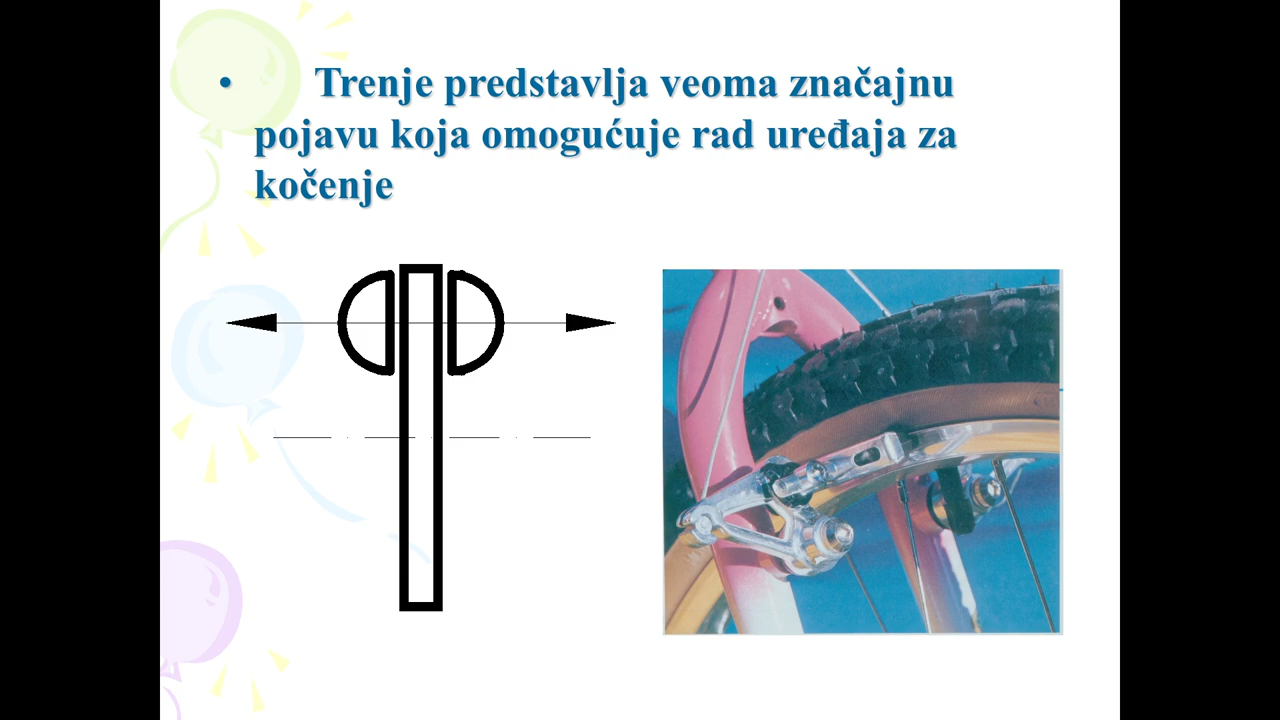 • Trenje predstavlja veoma značajnu
pojavu koja omogućuje rad uređaja za
kočenje